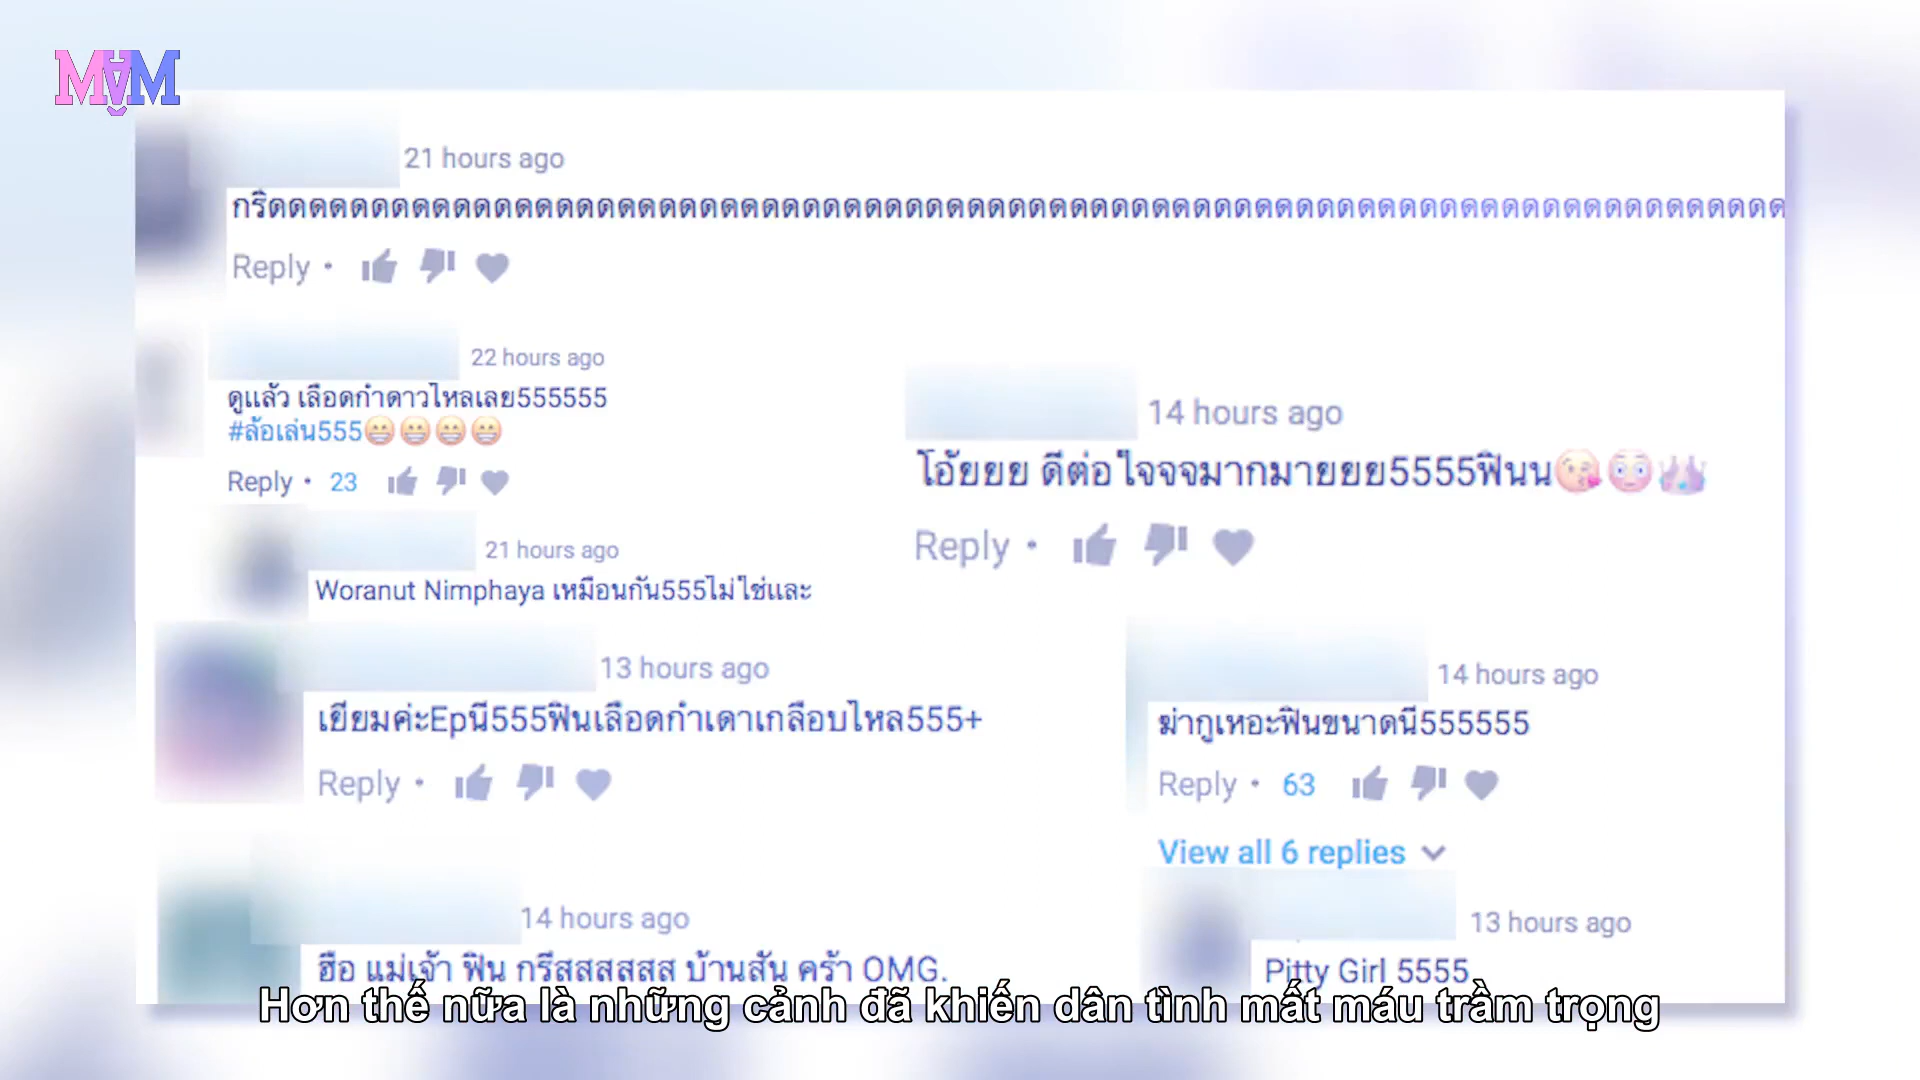 MAM
21 hours ago
กรี๊ดดดดดดดดดดดดดดดดดดดดดดดดดดดดดดดดดดดดดดดดดดดดดดดดดดดดดดดดดดดดดดดดดดดดดดดดดด
Reply •
22 hours ago
ดูแล้ว เลือดกำดาวไหลเลย555555
#ล้อเล่น555😁😁😁😁
Reply • 23
21 hours ago
Woranut Nimphaya เหมือนกัน555ไม่ใช่และ
14 hours ago
โอ้ยยย ดีต่อใจจจมากมายยย5555ฟินน😘😳
Reply •
13 hours ago
เยี่ยมค่ะEpนี้555ฟินเลือดกำเดาเกลือบไหล555+
Reply •
14 hours ago
ฆ่ากูเหอะฟินขนาดนี้555555
Reply • 63
View all 6 replies
14 hours ago
ฮือ แม่เจ้า ฟิน กรีสสสสสส บ้านสั่น คร้า OMG.
13 hours ago
Pitty Girl 5555
Hơn thế nữa là những cảnh đã khiến dân tình mất máu trầm trọng